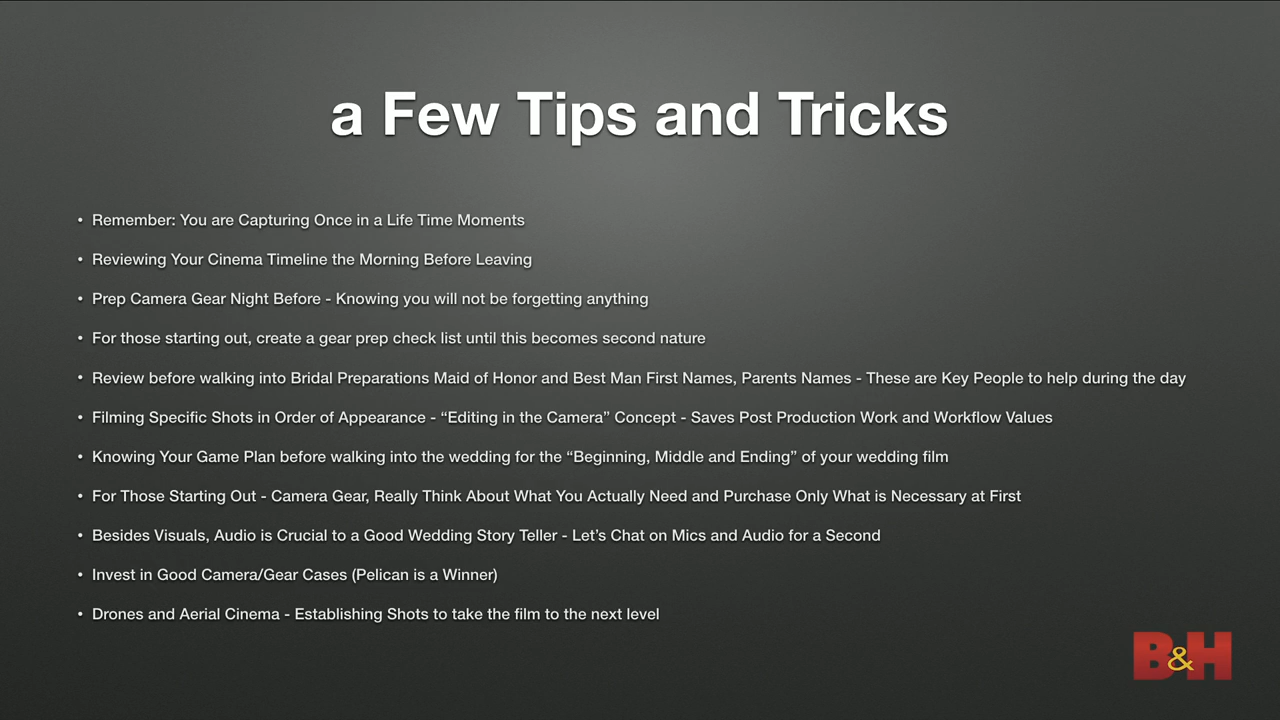 a Few Tips and Tricks
• Remember: You are Capturing Once in a Life Time Moments
• Reviewing Your Cinema Timeline the Morning Before Leaving
• Prep Camera Gear Night Before - Knowing you will not be forgetting anything
• For those starting out, create a gear prep check list until this becomes second nature
• Review before walking into Bridal Preparations Maid of Honor and Best Man First Names, Parents Names - These are Key People to help during the day
• Filming Specific Shots in Order of Appearance - “Editing in the Camera” Concept - Saves Post Production Work and Workflow Values
• Knowing Your Game Plan before walking into the wedding for the “Beginning, Middle and Ending” of your wedding film
• For Those Starting Out - Camera Gear, Really Think About What You Actually Need and Purchase Only What is Necessary at First
• Besides Visuals, Audio is Crucial to a Good Wedding Story Teller - Let’s Chat on Mics and Audio for a Second
• Invest in Good Camera/Gear Cases (Pelican is a Winner)
• Drones and Aerial Cinema - Establishing Shots to take the film to the next level
B&H